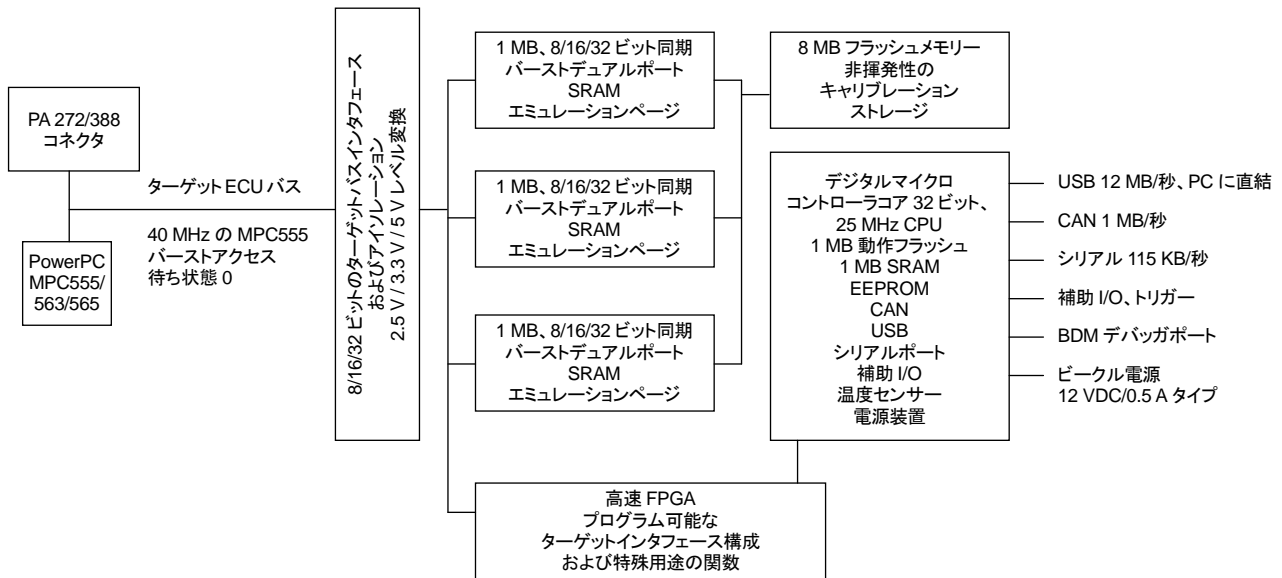 PA 272/388
コネクタ
PowerPC
MPC555/
563/565
ターゲット ECU バス
40 MHz の MPC555
バーストアクセス
待ち状態 0
8/16/32 ビットのターゲットバスインタフェース
およびアイソレーション
2.5 V / 3.3 V / 5 V レベル変換
1 MB、8/16/32 ビット同期
バーストデュアルポート
SRAM
エミュレーションページ
1 MB、8/16/32 ビット同期
バーストデュアルポート
SRAM
エミュレーションページ
1 MB、8/16/32 ビット同期
バーストデュアルポート
SRAM
エミュレーションページ
高速 FPGA
プログラム可能な
ターゲットインタフェース構成
および特殊用途の関数
8 MB フラッシュメモリー
非揮発性の
キャリブレーション
ストレージ
デジタルマイクロ
コントローラコア 32 ビット、
25 MHz CPU
1 MB 動作フラッシュ
1 MB SRAM
EEPROM
CAN
USB
シリアルポート
補助 I/O
温度センサー
電源装置
USB 12 MB/秒、PC に直結
CAN 1 MB/秒
シリアル 115 KB/秒
補助 I/O、トリガー
BDM デバッガポート
ビークル電源
12 VDC/0.5 A タイプ